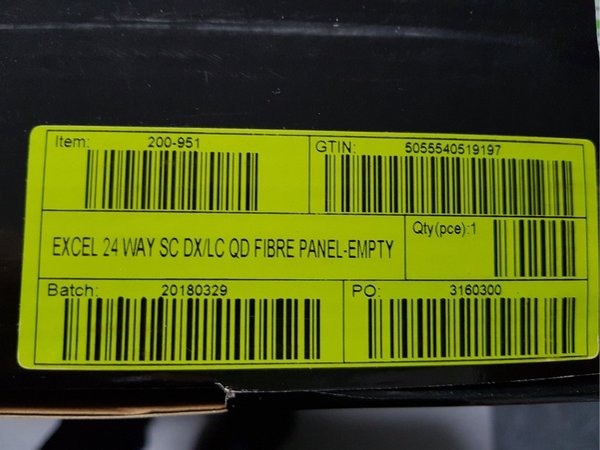 Item: 200-951
GTIN: 5055540519197
EXCEL 24 WAY SC DX/LC QD FIBRE PANEL-EMPTY
Qty(pce):1
Batch: 20180329
PO: 3160300